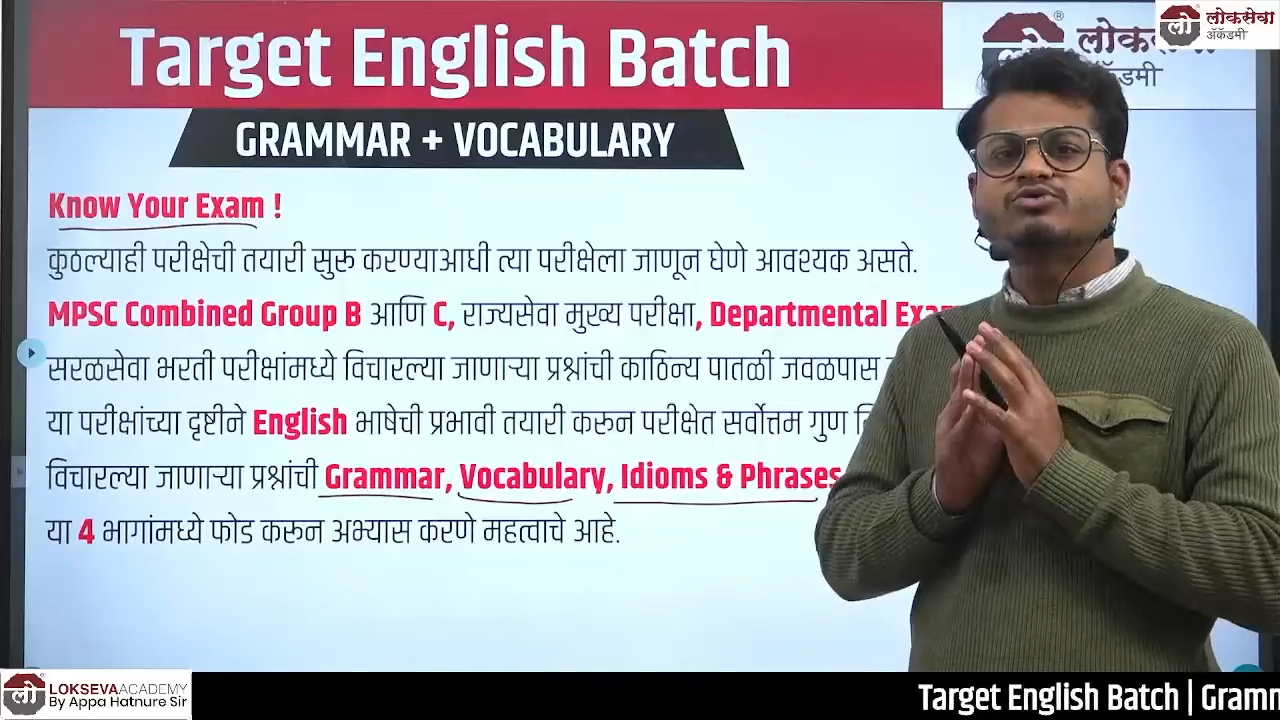 Target English Batch
GRAMMAR + VOCABULARY
लो
®
लोकसेवा
ॲकॅडमी
Know Your Exam !
कुठल्याही परीक्षेची तयारी सुरू करण्याआधी त्या परीक्षेला जाणून घेणे आवश्यक असते.
MPSC Combined Group B आणि C, राज्यसेवा मुख्य परीक्षा, Departmental
सरळसेवा भरती परीक्षांमध्ये विचारल्या जाणाऱ्या प्रश्नांची काठिन्य पातळी जवळपास
या परीक्षांच्या दृष्टीने English भाषेची प्रभावी तयारी करून परीक्षेत सर्वोत्तम गुण
विचारल्या जाणाऱ्या प्रश्नांची Grammar, Vocabulary, Idioms & Phrases
या 4 भागांमध्ये फोड करून अभ्यास करणे महत्वाचे आहे.
लो
LOKSEVA ACADEMY
By Appa Hatnure Sir
Target English Batch | Gramm